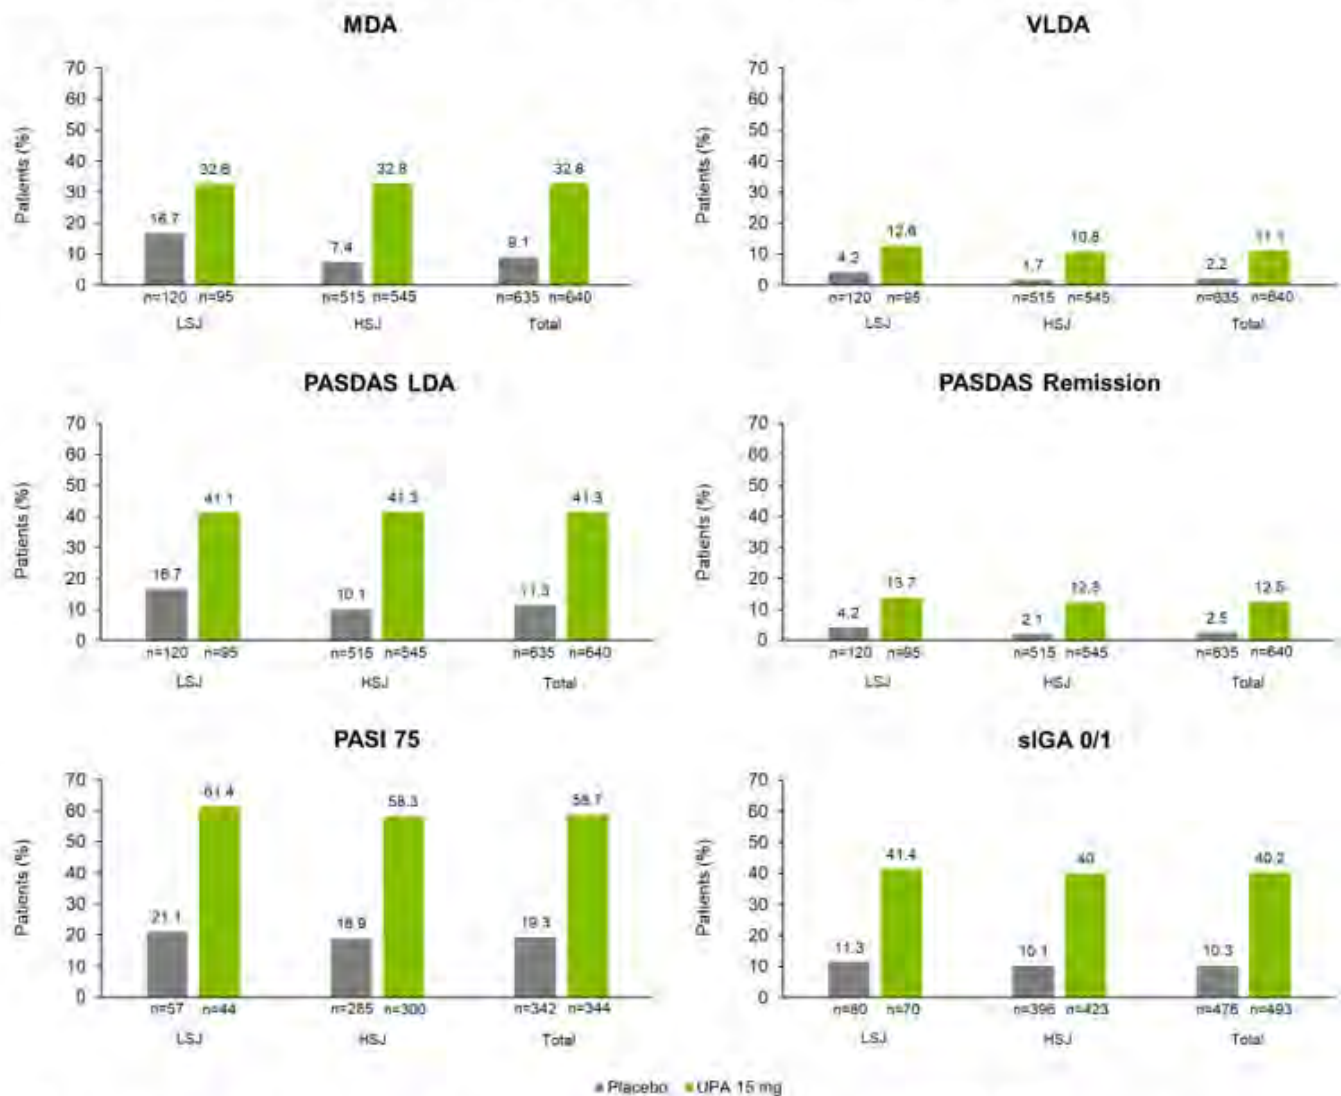 MDA
Patients (%)
70
60
50
40
30
20
10
0
16.7
32.6
7.4
32.8
9.1
32.8
n=120 n=95
n=515 n=545
n=635 n=640
LSJ
HSJ
Total
VLDA
Patients (%)
70
60
50
40
30
20
10
0
4.2
12.6
1.7
10.8
2.2
11.1
n=120 n=95
n=515 n=545
n=635 n=640
LSJ
HSJ
Total
PASDAS LDA
Patients (%)
70
60
50
40
30
20
10
0
16.7
41.1
10.1
41.3
11.3
41.3
n=120 n=95
n=515 n=545
n=635 n=640
LSJ
HSJ
Total
PASDAS Remission
Patients (%)
70
60
50
40
30
20
10
0
4.2
13.7
2.1
12.3
2.5
12.5
n=120 n=95
n=515 n=545
n=635 n=640
LSJ
HSJ
Total
PASI 75
Patients (%)
70
60
50
40
30
20
10
0
21.1
61.4
18.9
58.3
19.3
58.7
n=57 n=44
n=285 n=300
n=342 n=344
LSJ
HSJ
Total
sIGA 0/1
Patients (%)
70
60
50
40
30
20
10
0
11.3
41.4
10.1
40
10.3
40.2
n=80 n=70
n=396 n=423
n=476 n=493
LSJ
HSJ
Total
Placebo UPA 15 mg